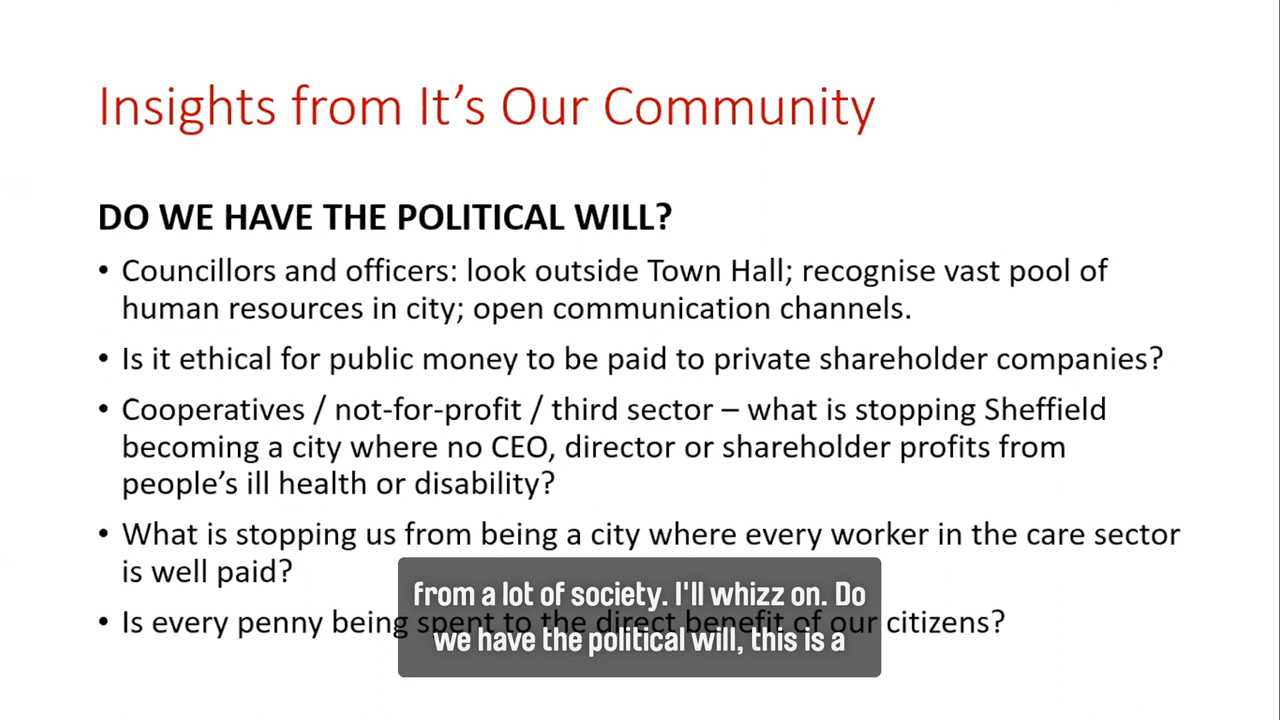 Insights from It's Our Community
DO WE HAVE THE POLITICAL WILL?
• Councillors and officers: look outside Town Hall; recognise vast pool of
human resources in city; open communication channels.
• Is it ethical for public money to be paid to private shareholder companies?
• Cooperatives / not-for-profit / third sector – what is stopping Sheffield
becoming a city where no CEO, director or shareholder profits from
people's ill health or disability?
• What is stopping us from being a city where every worker in the care sector
is well paid?
• Is every penny being spent to the direct benefit of our citizens?
from a lot of society. I'll whizz on. Do
we have the political will, this is a